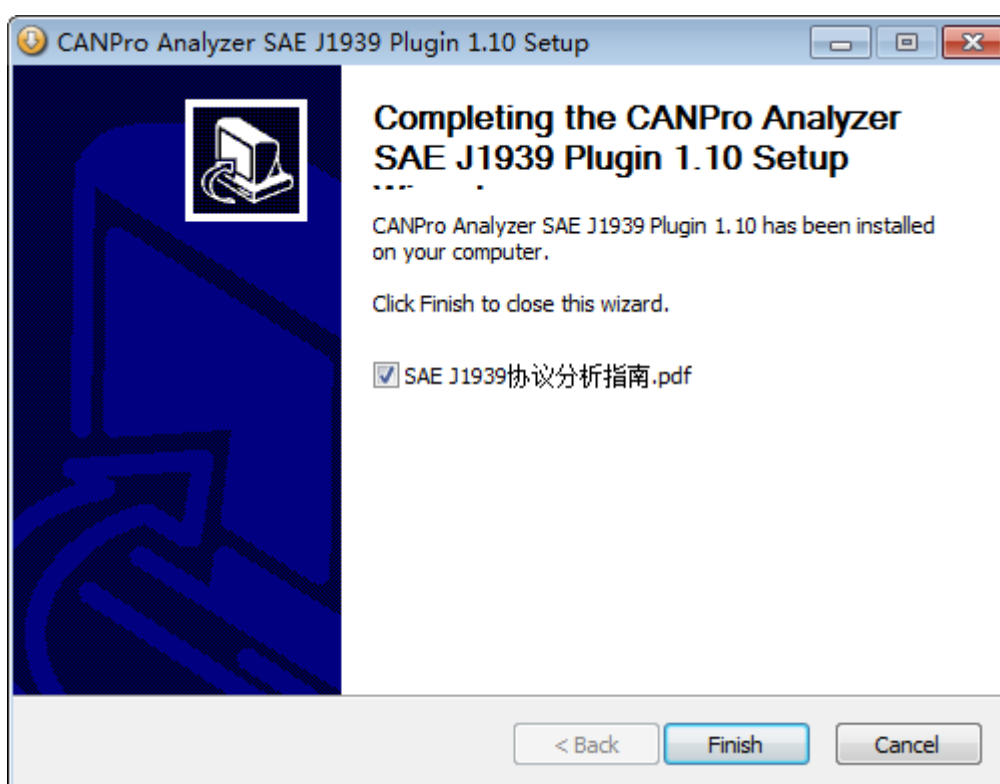 CANPro Analyzer SAE J1939 Plugin 1.10 Setup
Completing the CANPro Analyzer
SAE J1939 Plugin 1.10 Setup
CANPro Analyzer SAE J1939 Plugin 1.10 has been installed
on your computer.
Click Finish to close this wizard.
SAE J1939协议分析指南.pdf
< Back
Finish
Cancel